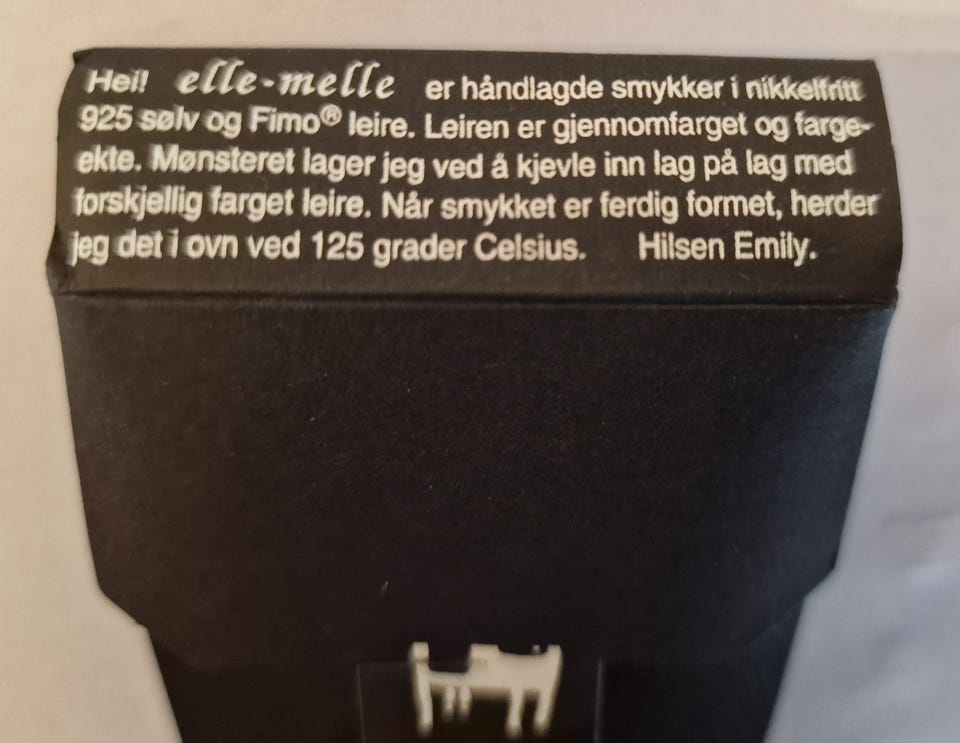 Hei! elle-melle er håndlagde smykker i nikkelfritt
925 sølv og Fimo® leire. Leiren er gjennomfarget og farge-
ekte. Mønsteret lager jeg ved å kjevle inn lag på lag med
forskjellig farget leire. Når smykket er ferdig formet, herder
jeg det i ovn ved 125 grader Celsius. Hilsen Emily.